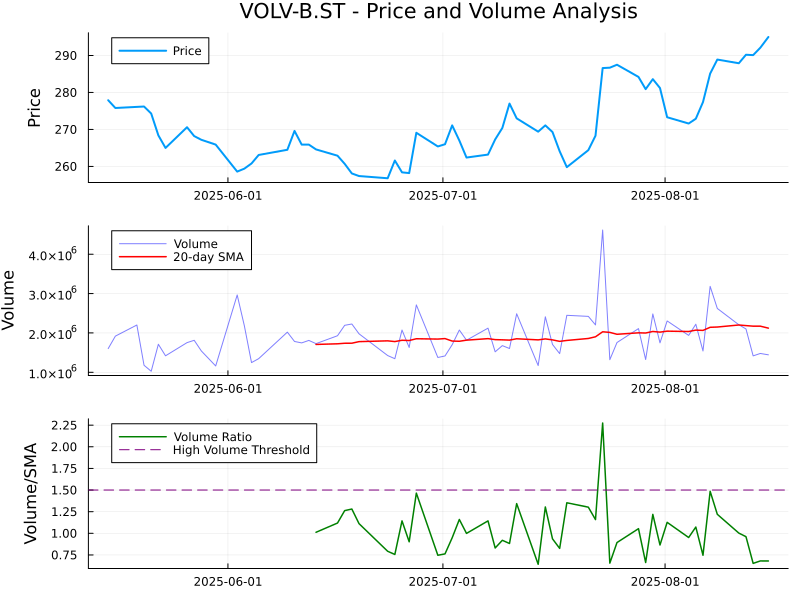 VOLV-B.ST - Price and Volume Analysis
Price
Price
290
280
270
260
2025-06-01 2025-07-01 2025-08-01
Volume
Volume
20-day SMA
4.0×10⁶
3.0×10⁶
2.0×10⁶
1.0×10⁶
2025-06-01 2025-07-01 2025-08-01
Volume/SMA
Volume Ratio
High Volume Threshold
2.25
2.00
1.75
1.50
1.25
1.00
0.75
2025-06-01 2025-07-01 2025-08-01